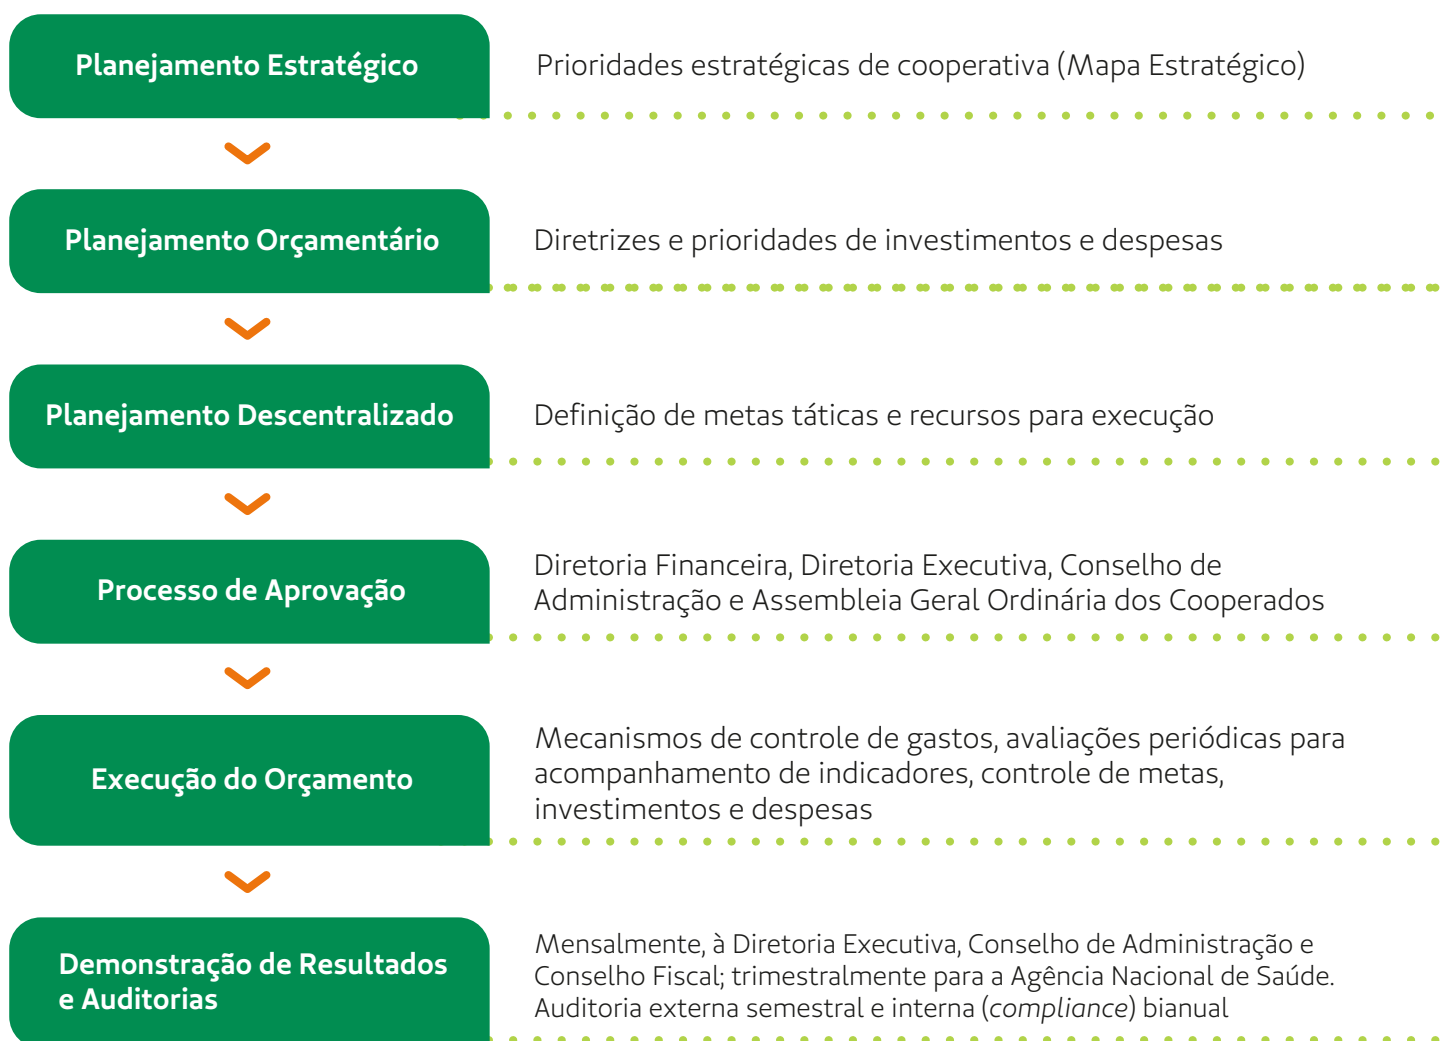 Planejamento Estratégico
Prioridades estratégicas de cooperativa (Mapa Estratégico)
Planejamento Orçamentário
Diretrizes e prioridades de investimentos e despesas
Planejamento Descentralizado
Definição de metas táticas e recursos para execução
Processo de Aprovação
Diretoria Financeira, Diretoria Executiva, Conselho de
Administração e Assembleia Geral Ordinária dos Cooperados
Execução do Orçamento
Mecanismos de controle de gastos, avaliações periódicas para
acompanhamento de indicadores, controle de metas,
investimentos e despesas
Demonstração de Resultados
e Auditorias
Mensalmente, à Diretoria Executiva, Conselho de Administração e
Conselho Fiscal; trimestralmente para a Agência Nacional de Saúde.
Auditoria externa semestral e interna (compliance) bianual